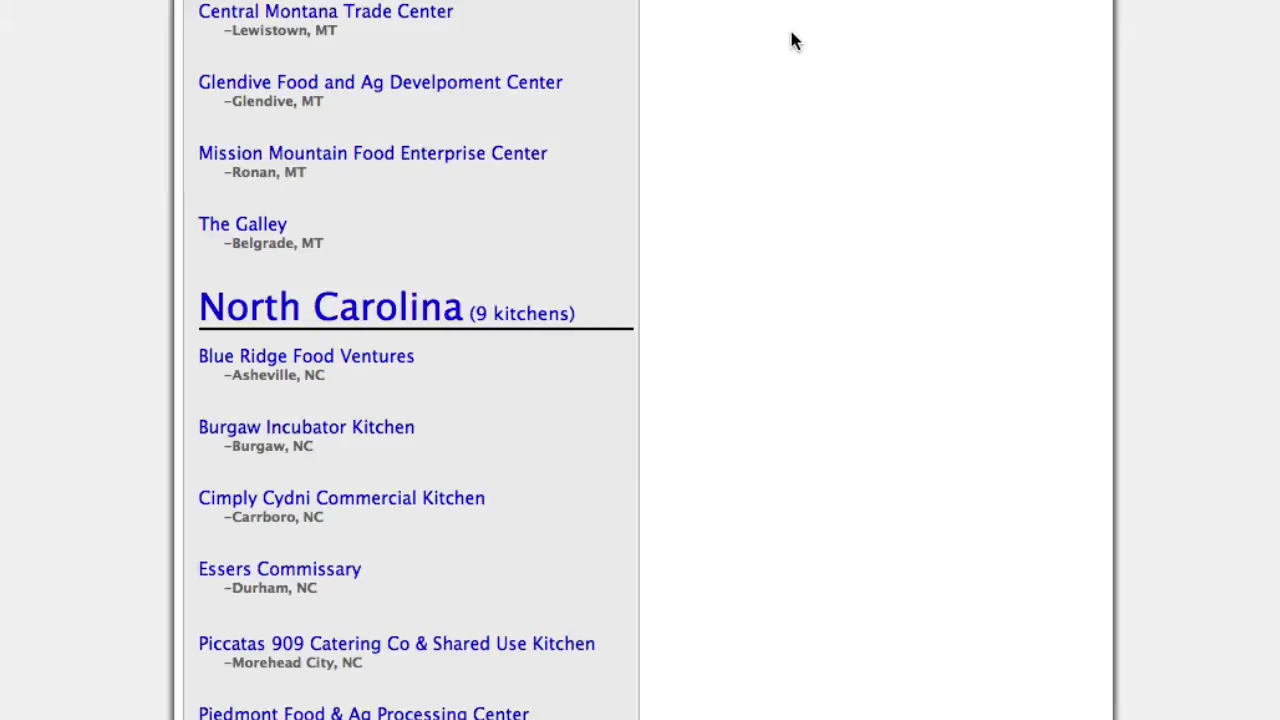 Central Montana Trade Center
–Lewistown, MT
Glendive Food and Ag Develpoment Center
–Glendive, MT
Mission Mountain Food Enterprise Center
–Ronan, MT
The Galley
–Belgrade, MT
North Carolina (9 kitchens)
Blue Ridge Food Ventures
–Asheville, NC
Burgaw Incubator Kitchen
–Burgaw, NC
Cimply Cydni Commercial Kitchen
–Carrboro, NC
Essers Commissary
–Durham, NC
Piccatas 909 Catering Co & Shared Use Kitchen
–Morehead City, NC
Piedmont Food & Ag Processing Center